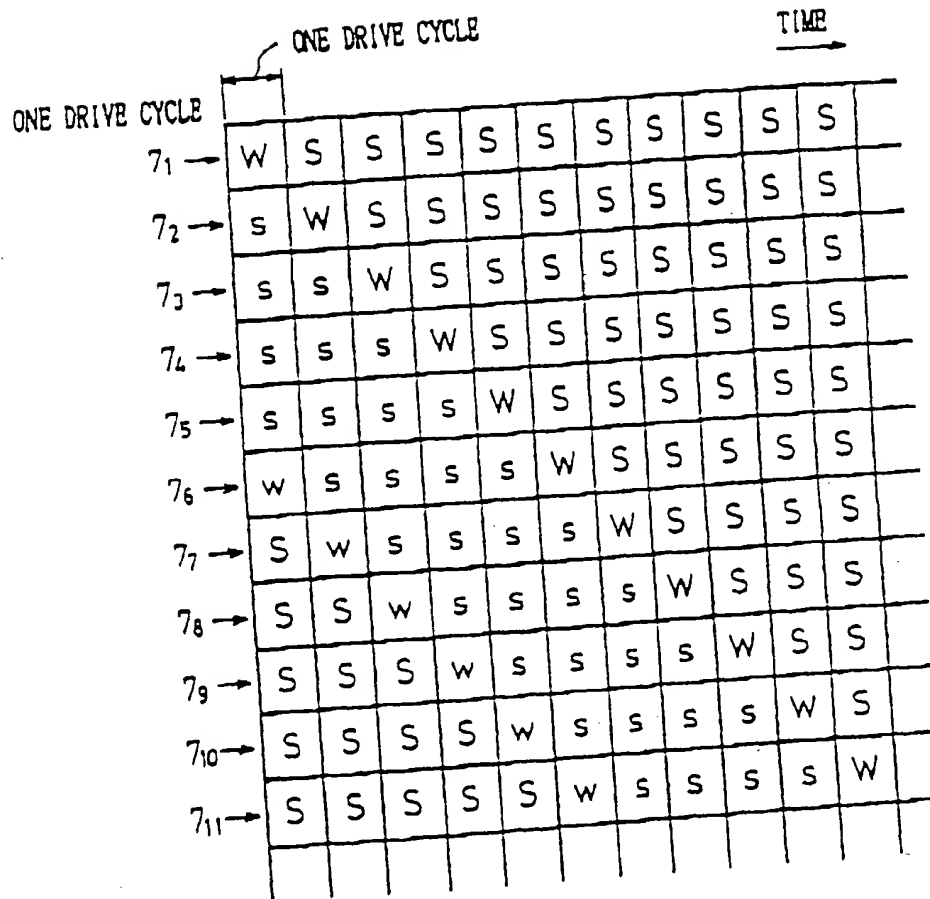 ONE DRIVE CYCLE
TIME
ONE DRIVE CYCLE
7₁ W S S S S S S S S S S
7₂ s W S S S S S S S S S
7₃ s s W S S S S S S S S
7₄ s s s W S S S S S S S
7₅ s s s s W S S S S S S
7₆ w s s s s W S S S S S
7₇ S w s s s s W S S S S
7₈ S S w s s s s W S S S
7₉ S S S w s s s s W S S
7₁₀ S S S S w s s s s W S
7₁₁ S S S S S w s s s s W